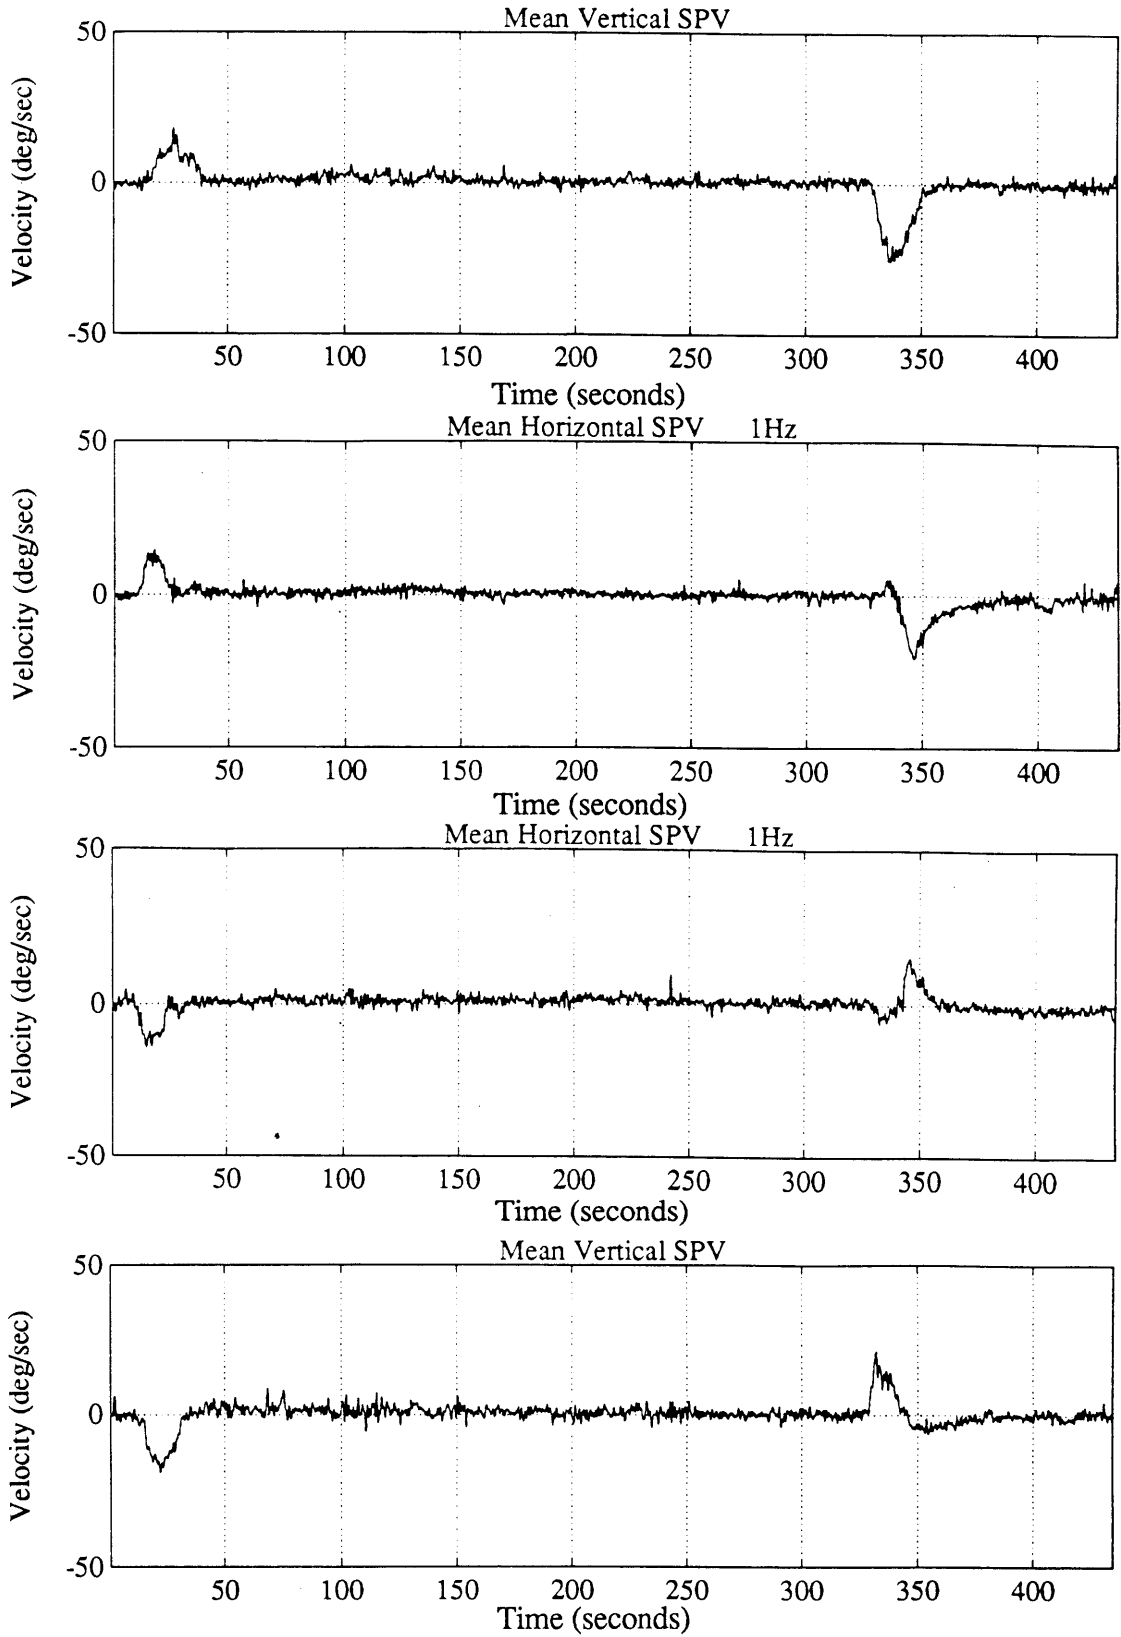 Mean Vertical SPV
50
0
-50
Velocity (deg/sec)
50 100 150 200 250 300 350 400
Time (seconds)
Mean Horizontal SPV 1Hz
50
0
-50
Velocity (deg/sec)
50 100 150 200 250 300 350 400
Time (seconds)
Mean Horizontal SPV 1Hz
50
0
-50
Velocity (deg/sec)
50 100 150 200 250 300 350 400
Time (seconds)
Mean Vertical SPV
50
0
-50
Velocity (deg/sec)
50 100 150 200 250 300 350 400
Time (seconds)